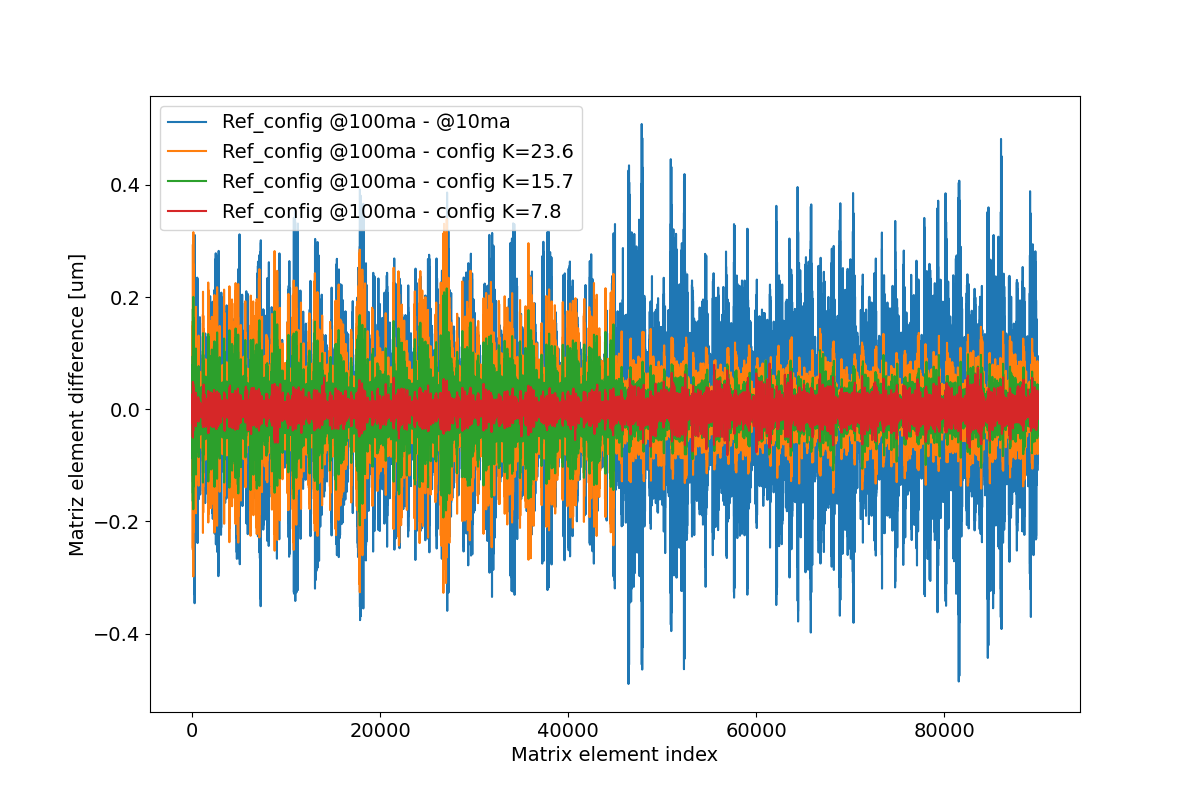 Ref_config @100ma - @10ma
Ref_config @100ma - config K=23.6
Ref_config @100ma - config K=15.7
Ref_config @100ma - config K=7.8
Matriz element difference [um]
0.4
0.2
0.0
−0.2
−0.4
0 20000 40000 60000 80000
Matrix element index